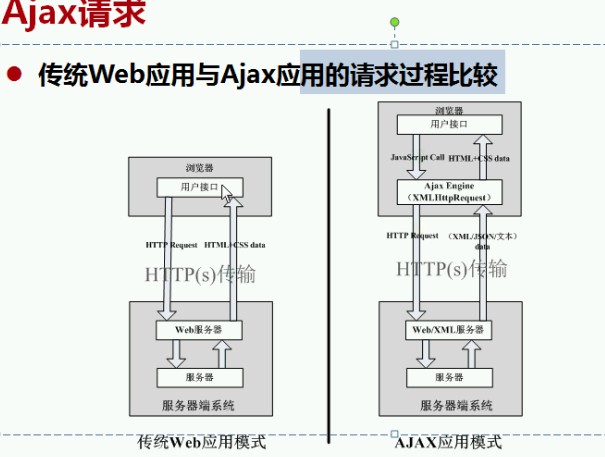 Ajax请求
传统Web应用与Ajax应用的请求过程比较
浏览器
用户接口
HTTP Request
HTML+CSS data
HTTP(s)传输
Web服务器
服务器
服务器端系统
传统Web应用模式
浏览器
用户接口
JavaScript Call
HTML+CSS data
Ajax Engine
(XMLHttpRequest)
HTTP Request
(XML/JSON/文本)
data
HTTP(s)传输
Web/XML服务器
服务器
服务器端系统
AJAX应用模式